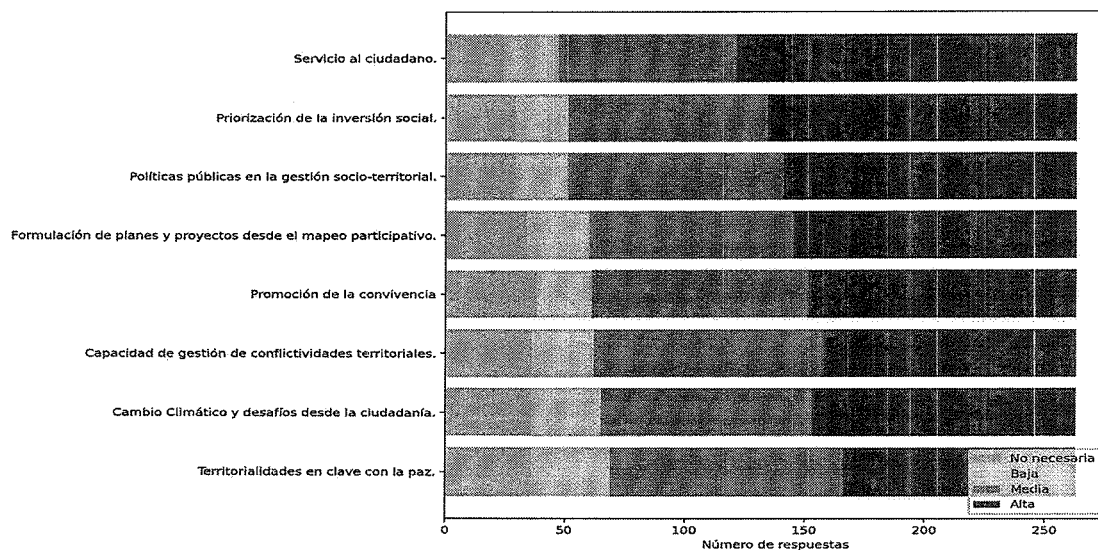 Servicio al ciudadano.
Priorización de la inversión social.
Políticas públicas en la gestión socio-territorial.
Formulación de planes y proyectos desde el mapeo participativo.
Promoción de la convivencia
Capacidad de gestión de conflictividades territoriales.
Cambio Climático y desafíos desde la ciudadanía.
Territorialidades en clave con la paz.
No necesaria
Baja
Media
Alta
0 50 100 150 200 250
Número de respuestas